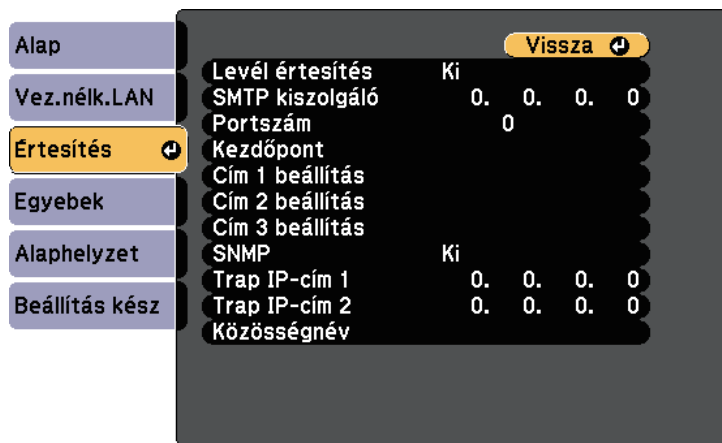 Alap
Vez.nélk.LAN
Értesítés
Egyebek
Alaphelyzet
Beállítás kész
Vissza
Levél értesítés Ki
SMTP kiszolgáló 0. 0. 0. 0
Portszám 0
Kezdőpont
Cím 1 beállítás
Cím 2 beállítás
Cím 3 beállítás
SNMP Ki
Trap IP-cím 1 0. 0. 0. 0
Trap IP-cím 2 0. 0. 0. 0
Közösségnév